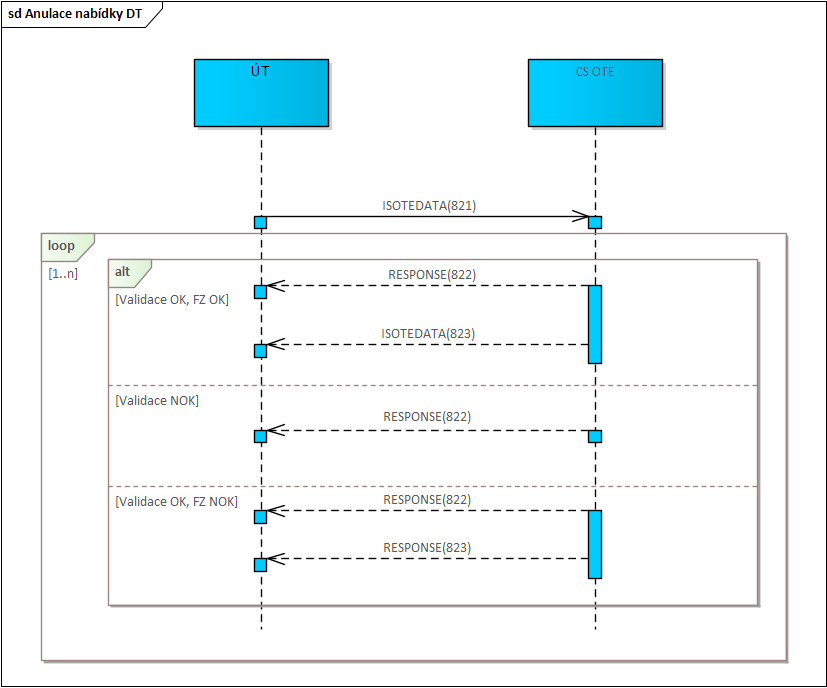 sd Anulace nabídky DT
ÚT
CS OTE
ISOTEDATA(821)
loop
[1..n]
alt
RESPONSE(822)
[Validace OK, FZ OK]
ISOTEDATA(823)
[Validace NOK]
RESPONSE(822)
[Validace OK, FZ NOK]
RESPONSE(822)
RESPONSE(823)